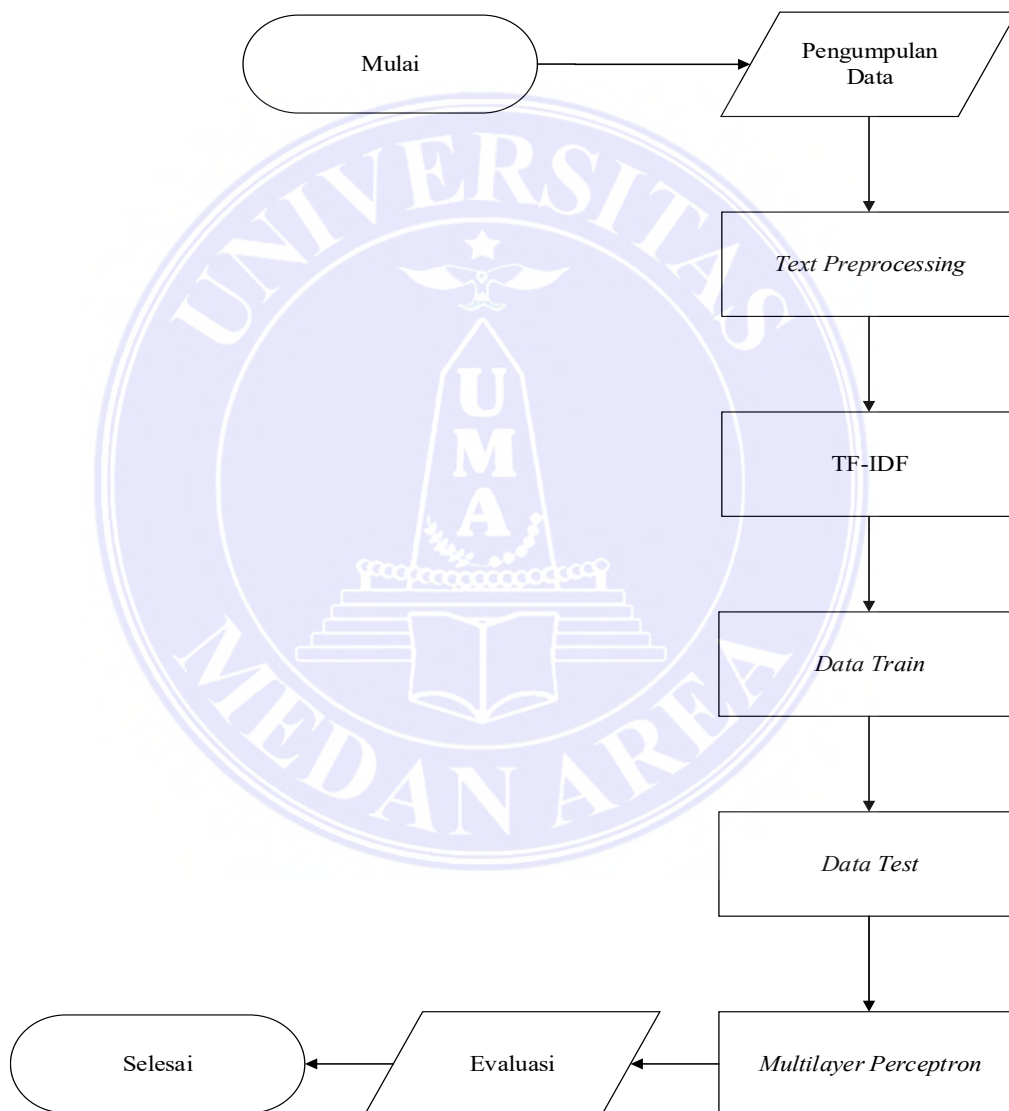 Mulai
Pengumpulan
Data
Text Preprocessing
TF-IDF
Data Train
Data Test
Multilayer Perceptron
Evaluasi
Selesai
UNIVERSITAS
UMA
MEDAN AREA